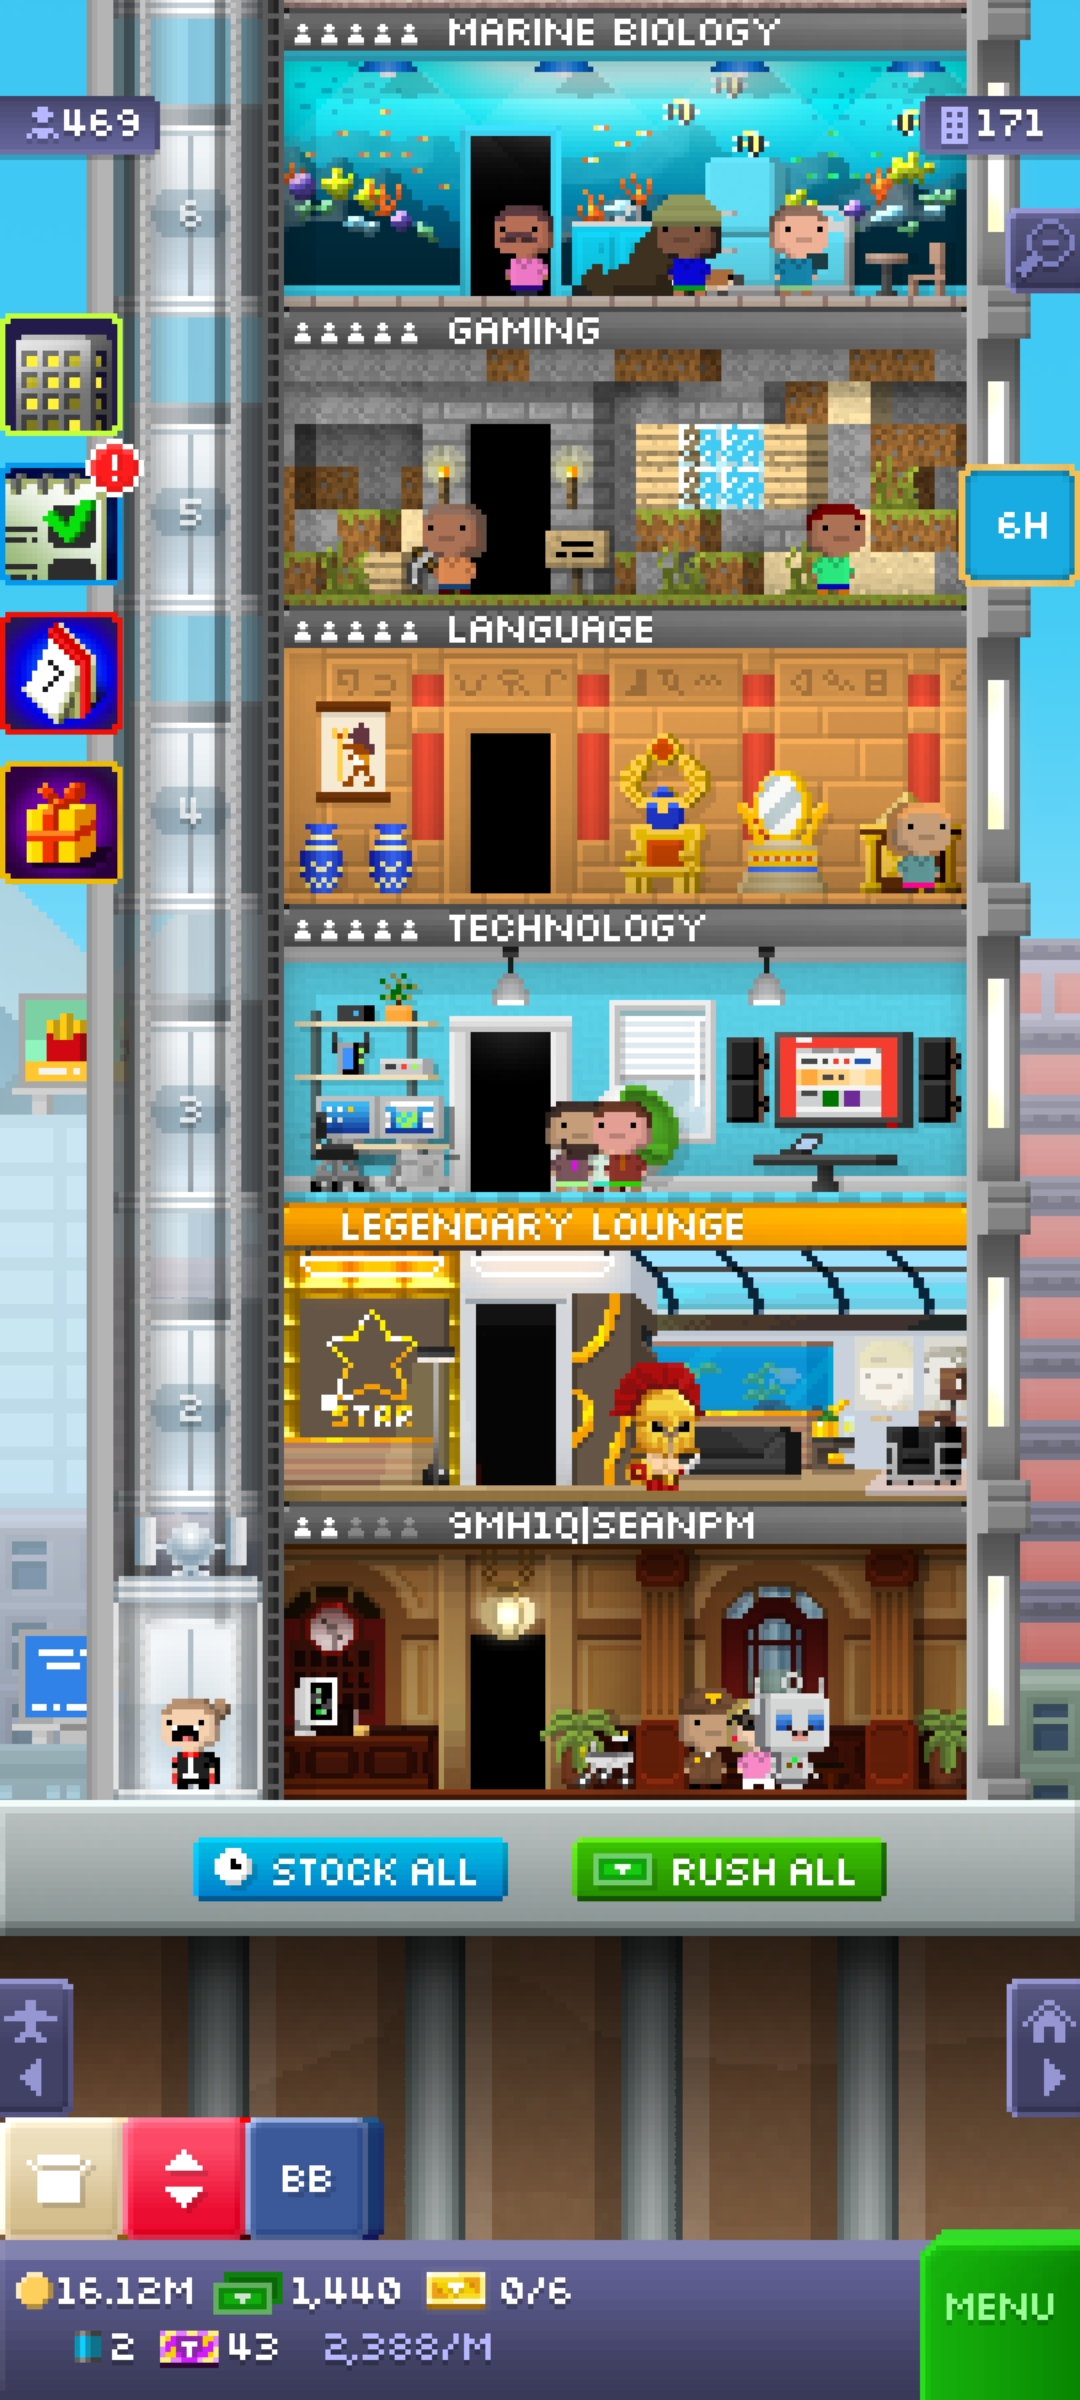 MARINE BIOLOGY
469
171
6
GAMING
5
6H
LANGUAGE
7
4
TECHNOLOGY
3
LEGENDARY LOUNGE
STAR
2
9MH1Q|SEANPM
STOCK ALL
RUSH ALL
BB
16.12M 1,440 0/6
MENU
2 43 2,388/M